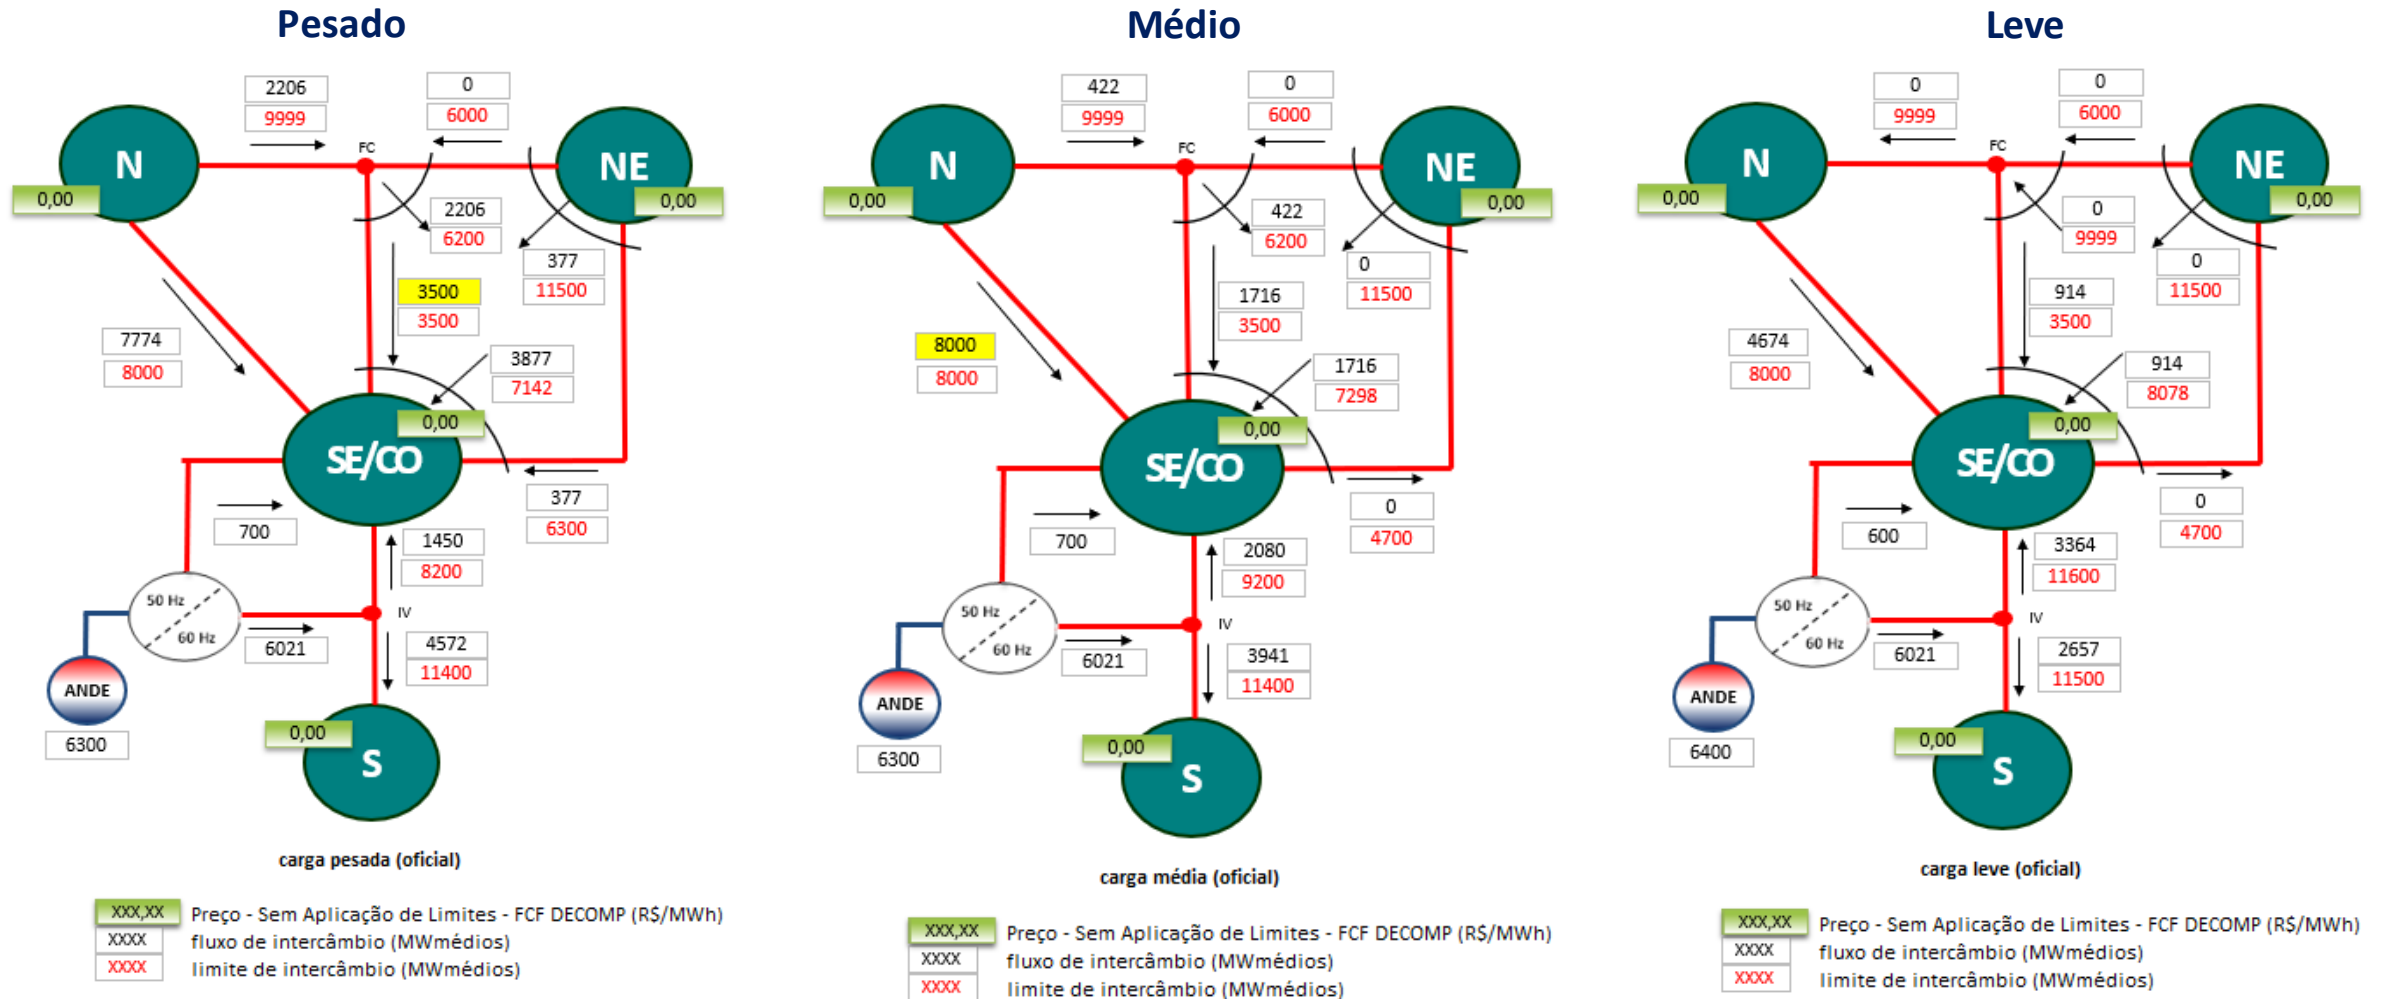 Pesado
2206
9999
0
6000
FC
N
NE
0,00
0,00
2206
6200
377
11500
3500
3500
7774
8000
3877
7142
0,00
SE/CO
377
6300
700
1450
8200
50 Hz
60 Hz
IV
6021
4572
11400
ANDE
6300
0,00
S
carga pesada (oficial)
XXX,XX Preço - Sem Aplicação de Limites - FCF DECOMP (R$/MWh)
XXXX fluxo de intercâmbio (MWmédios)
XXXX limite de intercâmbio (MWmédios)
Médio
422
9999
0
6000
FC
N
NE
0,00
0,00
422
6200
0
11500
1716
3500
8000
8000
1716
7298
0,00
SE/CO
0
4700
700
2080
9200
50 Hz
60 Hz
IV
6021
3941
11400
ANDE
6300
0,00
S
carga média (oficial)
XXX,XX Preço - Sem Aplicação de Limites - FCF DECOMP (R$/MWh)
XXXX fluxo de intercâmbio (MWmédios)
XXXX limite de intercâmbio (MWmédios)
Leve
0
9999
0
6000
FC
N
NE
0,00
0,00
0
9999
0
11500
914
3500
4674
8000
914
8078
0,00
SE/CO
0
4700
600
3364
11600
50 Hz
60 Hz
IV
6021
2657
11500
ANDE
6400
0,00
S
carga leve (oficial)
XXX,XX Preço - Sem Aplicação de Limites - FCF DECOMP (R$/MWh)
XXXX fluxo de intercâmbio (MWmédios)
XXXX limite de intercâmbio (MWmédios)